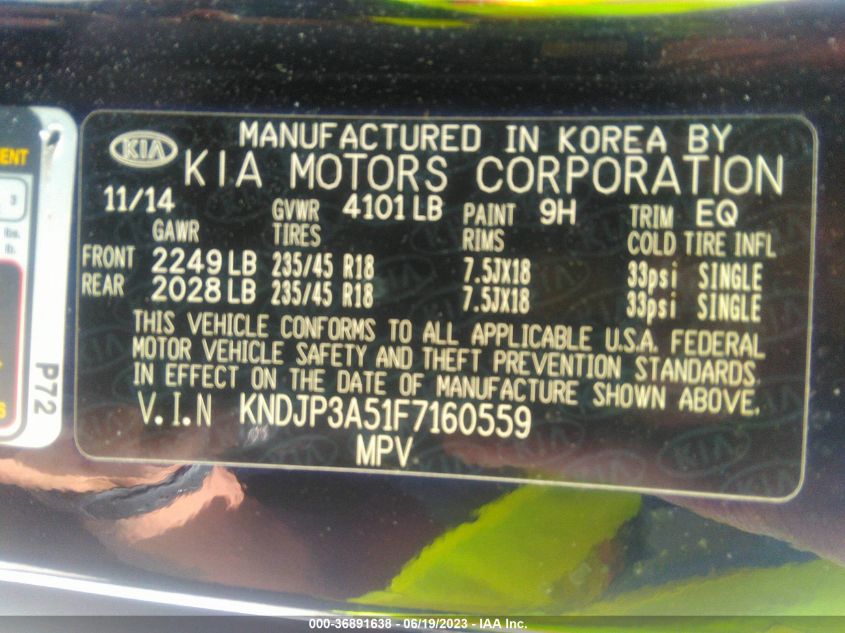 MANUFACTURED IN KOREA BY
KIA KIA MOTORS CORPORATION
11/14 GVWR 4101 LB PAINT 9H TRIM EQ
GAWR TIRES RIMS COLD TIRE INFL
FRONT 2249 LB 235/45 R18 7.5JX18 33psi SINGLE
REAR 2028 LB 235/45 R18 7.5JX18 33psi SINGLE
THIS VEHICLE CONFORMS TO ALL APPLICABLE U.S.A. FEDERAL
MOTOR VEHICLE SAFETY AND THEFT PREVENTION STANDARDS
IN EFFECT ON THE DATE OF MANUFACTURE SHOWN ABOVE.
V.I.N KNDJP3A51F7160559
MPV
P72
000-36891638 - 06/19/2023 - IAA Inc.